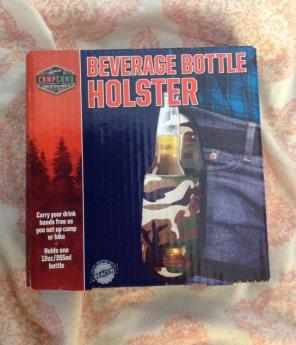 CAMPCAMO
BEVERAGE BOTTLE
HOLSTER
Carry your drink
hands free as
you set up camp
or hike
Holds one
12oz/355ml
bottle